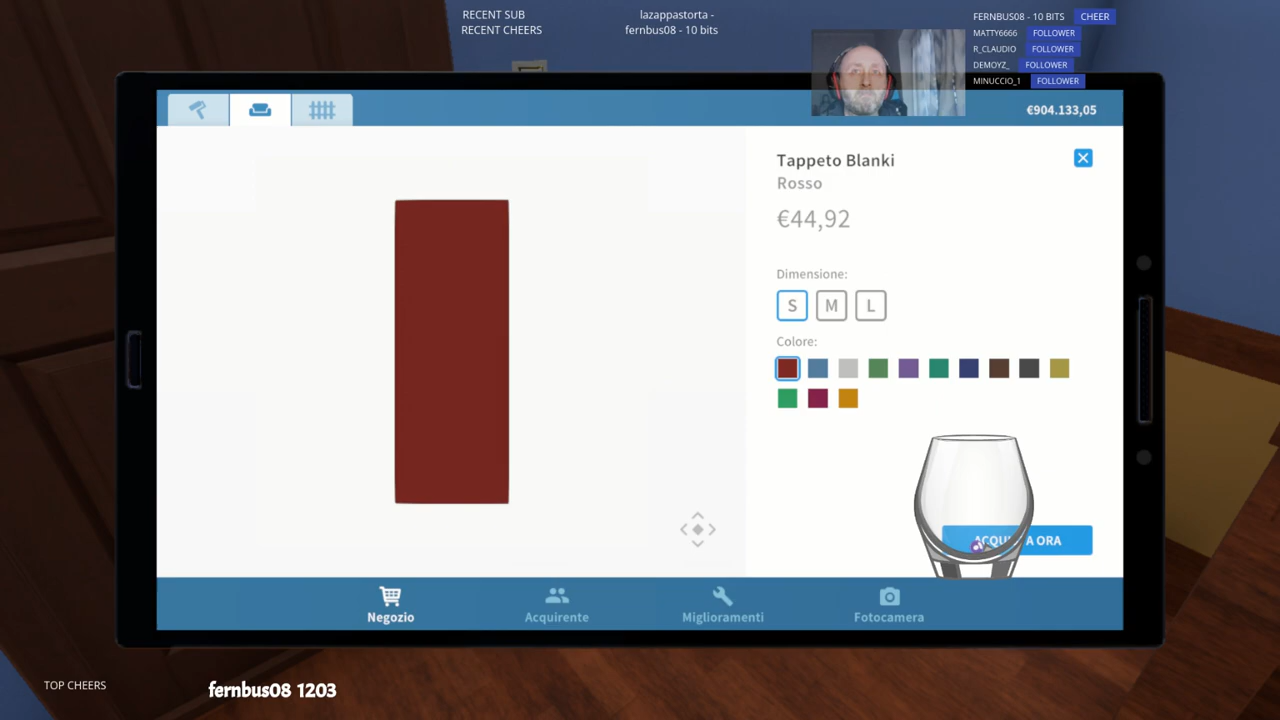 RECENT SUB
lazappastorta -
RECENT CHEERS
fernbus08 - 10 bits
FERNBUS08 - 10 BITS CHEER
MATTY6666 FOLLOWER
R_CLAUDIO FOLLOWER
DEMOYZ_ FOLLOWER
MINUCCIO_1 FOLLOWER
€904.133,05
Tappeto Blanki
Rosso
€44,92
Dimensione:
S M L
Colore:
ORA
Negozio
Acquirente
Miglioramenti
Fotocamera
TOP CHEERS
fernbus08 1203